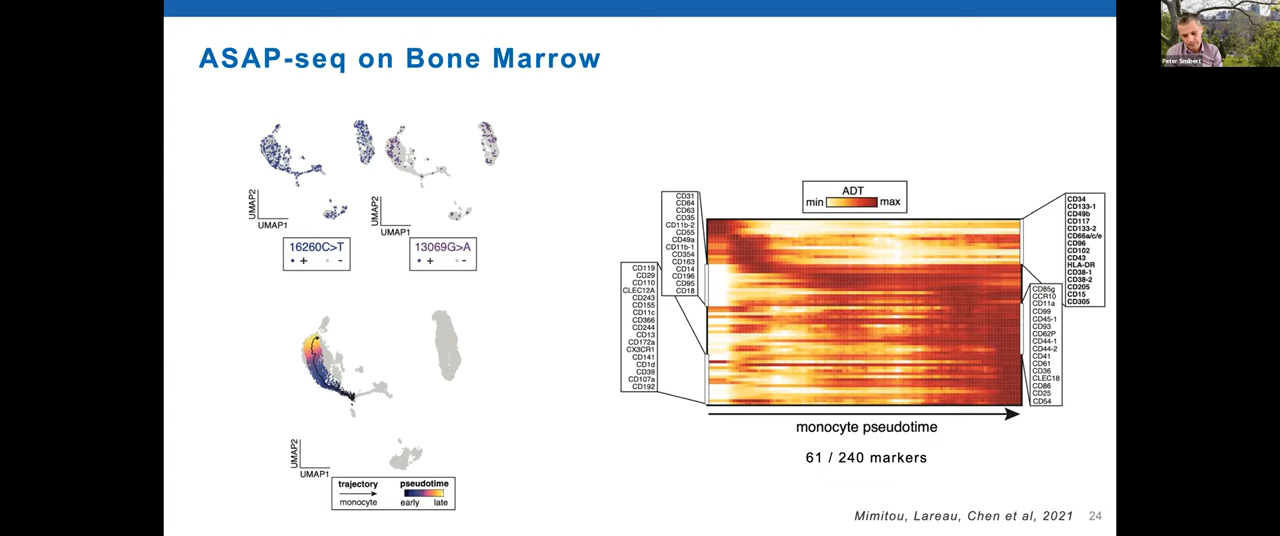 ASAP-seq on Bone Marrow
Peter Smibert
UMAP2
UMAP1
UMAP2
UMAP1
16260C>T
+ -
13069G>A
+ -
UMAP2
UMAP1
trajectory
monocyte
pseudotime
early late
ADT
min max
CD31
CD64
CD63
CD35
CD11b-2
CD55
CD49a
CD11b-1
CD354
CD163
CD14
CD196
CD95
CD18
CD119
CD29
CD110
CLEC12A
CD243
CD155
CD11c
CD366
CD244
CD13
CD172a
CX3CR1
CD141
CD1d
CD39
CD107a
CD192
CD34
CD133-1
CD49b
CD117
CD133-2
CD66a/c/e
CD96
CD102
CD43
HLA-DR
CD38-1
CD38-2
CD205
CD15
CD305
CD85g
CCR10
CD11a
CD99
CD45-1
CD93
CD62P
CD44-1
CD44-2
CD41
CD61
CD36
CLEC18
CD86
CD25
CD54
monocyte pseudotime
61 / 240 markers
Mimitou, Lareau, Chen et al, 2021 24